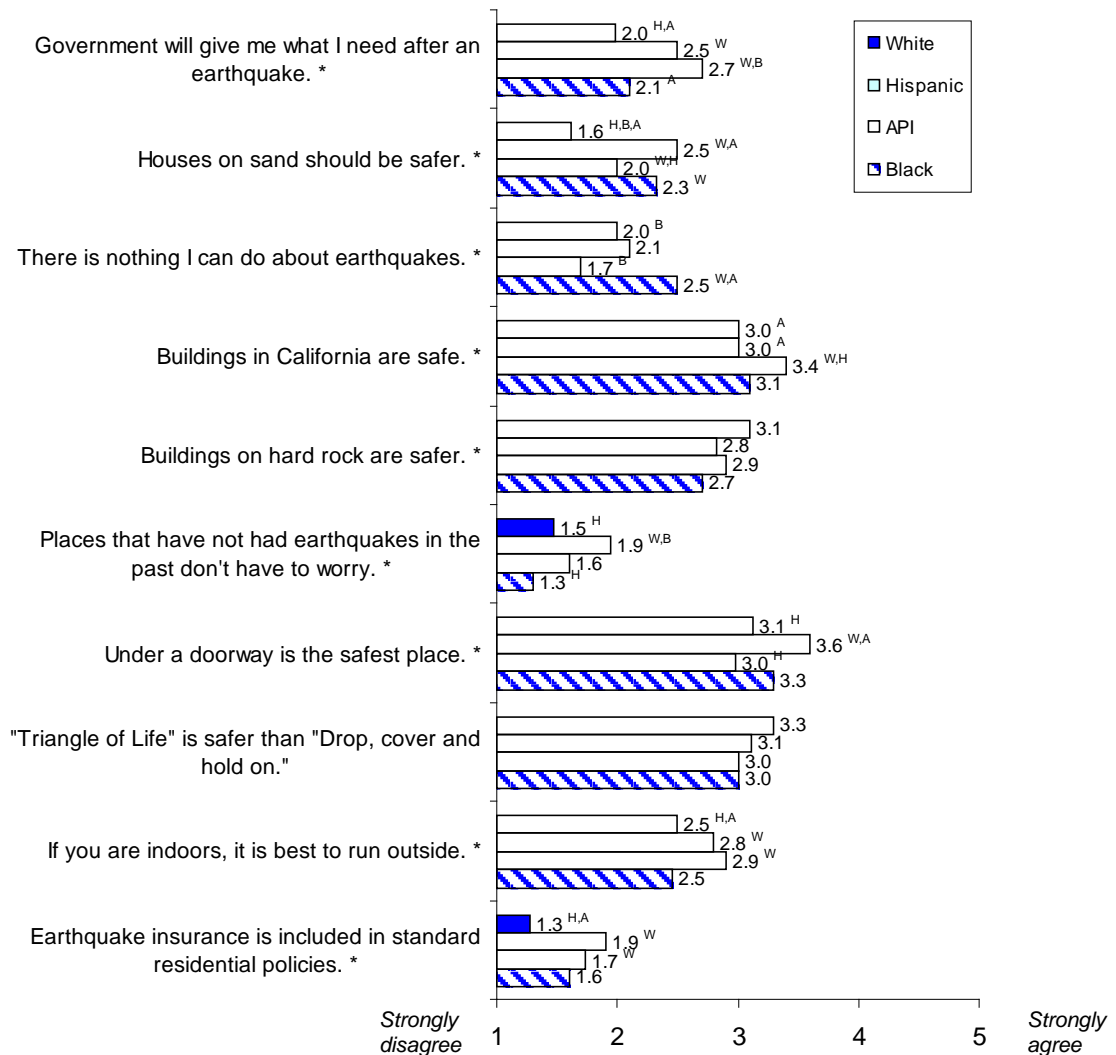 Government will give me what I need after an
earthquake. *
2.0 H,A
2.5 W
2.7 W,B
2.1 A
Houses on sand should be safer. *
1.6 H,B,A
2.5 W,A
2.0 W,H
2.3 W
There is nothing I can do about earthquakes. *
2.0 B
2.1
1.7 B
2.5 W,A
Buildings in California are safe. *
3.0 A
3.0 A
3.4 W,H
3.1
Buildings on hard rock are safer. *
3.1
2.8
2.9
2.7
Places that have not had earthquakes in the
past don't have to worry. *
1.5 H
1.9 W,B
1.6
1.3 H
Under a doorway is the safest place. *
3.1 H
3.6 W,A
3.0 H
3.3
"Triangle of Life" is safer than "Drop, cover and
hold on."
3.3
3.1
3.0
3.0
If you are indoors, it is best to run outside. *
2.5 H,A
2.8 W
2.9 W
2.5
Earthquake insurance is included in standard
residential policies. *
1.3 H,A
1.9 W
1.7 W
1.6
White
Hispanic
API
Black
Strongly
disagree
1 2 3 4 5
Strongly
agree